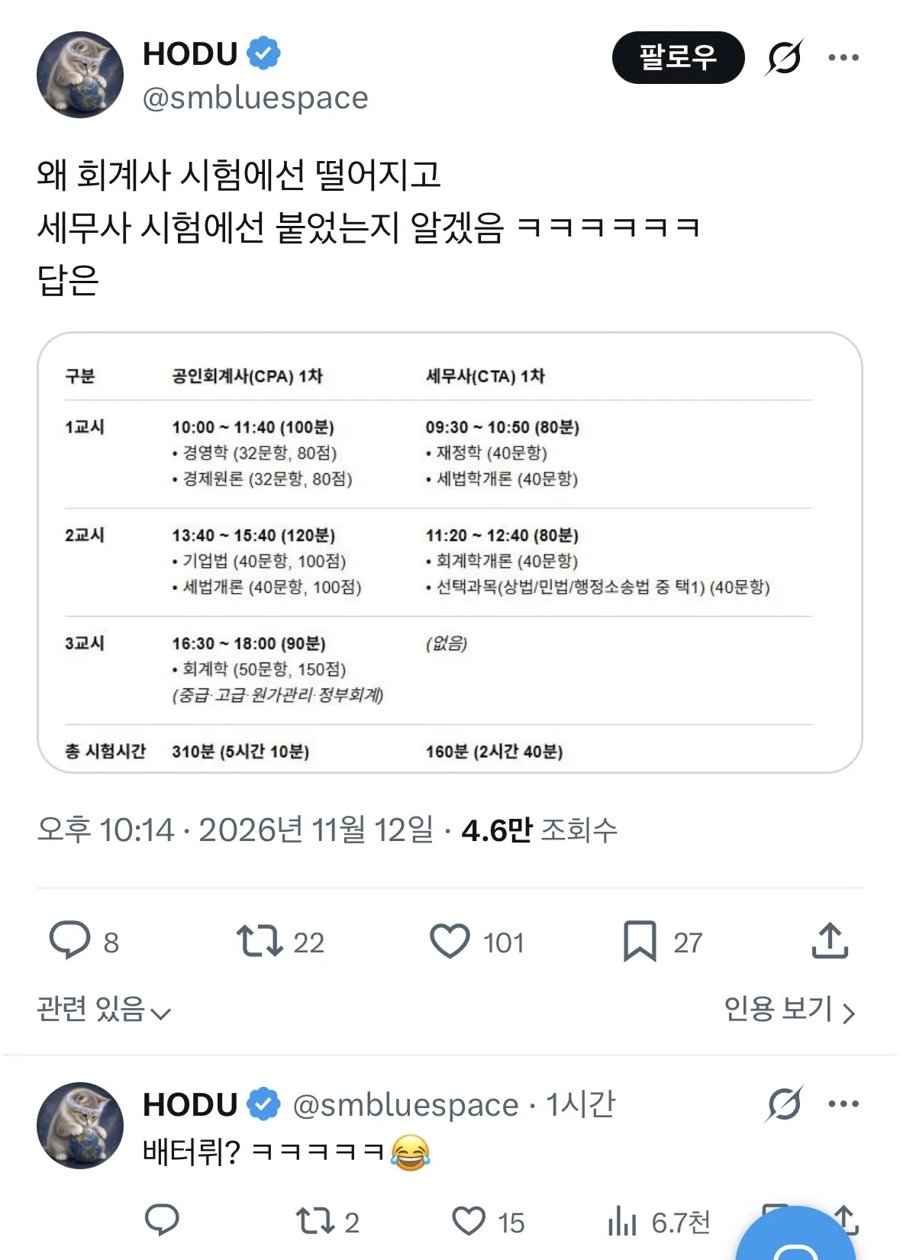 HODU
팔로우
@smbluespace
왜 회계사 시험에선 떨어지고
세무사 시험에선 붙었는지 알겠음 ㅋㅋㅋㅋㅋㅋ
답은
구분 공인회계사(CPA) 1차 세무사(CTA) 1차
1교시 10:00 ~ 11:40 (100분) 09:30 ~ 10:50 (80분)
• 경영학 (32문항, 80점) • 재정학 (40문항)
• 경제원론 (32문항, 80점) • 세법학개론 (40문항)
2교시 13:40 ~ 15:40 (120분) 11:20 ~ 12:40 (80분)
• 기업법 (40문항, 100점) • 회계학개론 (40문항)
• 세법개론 (40문항, 100점) • 선택과목(상법/민법/행정소송법 중 택1) (40문항)
3교시 16:30 ~ 18:00 (90분) (없음)
• 회계학 (50문항, 150점)
(중급·고급·원가관리·정부회계)
총 시험시간 310분 (5시간 10분) 160분 (2시간 40분)
오후 10:14 · 2026년 11월 12일 · 4.6만 조회수
8 22 101 27
관련 있음 인용 보기
HODU @smbluespace · 1시간
배터뤼? ㅋㅋㅋㅋㅋ😂
2 15 6.7천